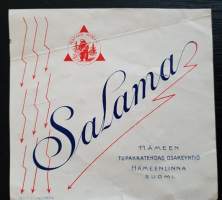 Salama
HÄMEEN
TUPAKKATEHDAS OSAKEYHTIÖ
HÄMEENLINNA
SUOMI